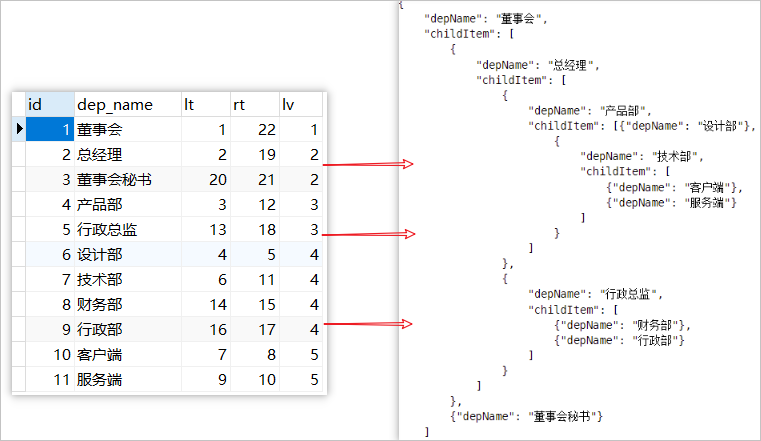 id dep_name lt rt lv
1 董事会 1 22 1
2 总经理 2 19 2
3 董事会秘书 20 21 2
4 产品部 3 12 3
5 行政总监 13 18 3
6 设计部 4 5 4
7 技术部 6 11 4
8 财务部 14 15 4
9 行政部 16 17 4
10 客户端 7 8 5
11 服务端 9 10 5
{
"depName": "董事会",
"childItem": [
{
"depName": "总经理",
"childItem": [
{
"depName": "产品部",
"childItem": [{"depName": "设计部"},
{
"depName": "技术部",
"childItem": [
{"depName": "客户端"},
{"depName": "服务端"}
]
}
]
},
{
"depName": "行政总监",
"childItem": [
{"depName": "财务部"},
{"depName": "行政部"}
]
}
]
},
{"depName": "董事会秘书"}
]